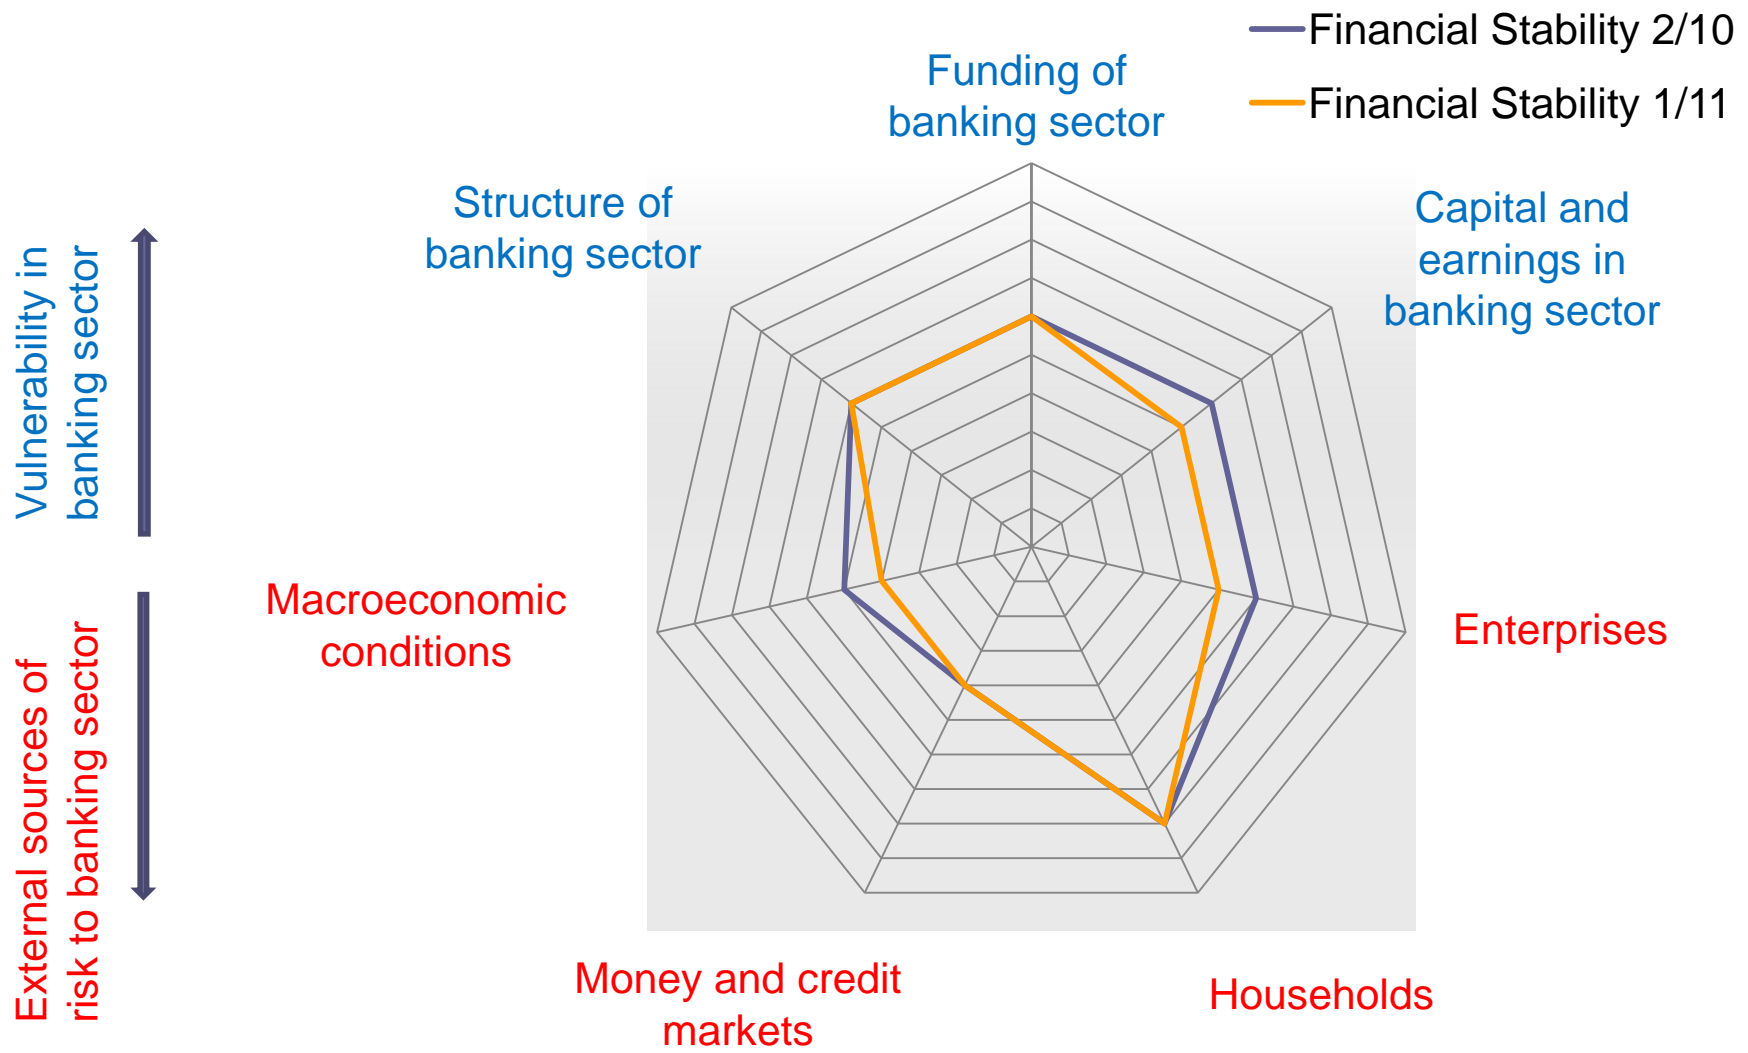 Financial Stability 2/10
Financial Stability 1/11
Funding of
banking sector
Structure of
banking sector
Capital and
earnings in
banking sector
Vulnerability in
banking sector
Macroeconomic
conditions
Enterprises
External sources of
risk to banking sector
Money and credit
markets
Households